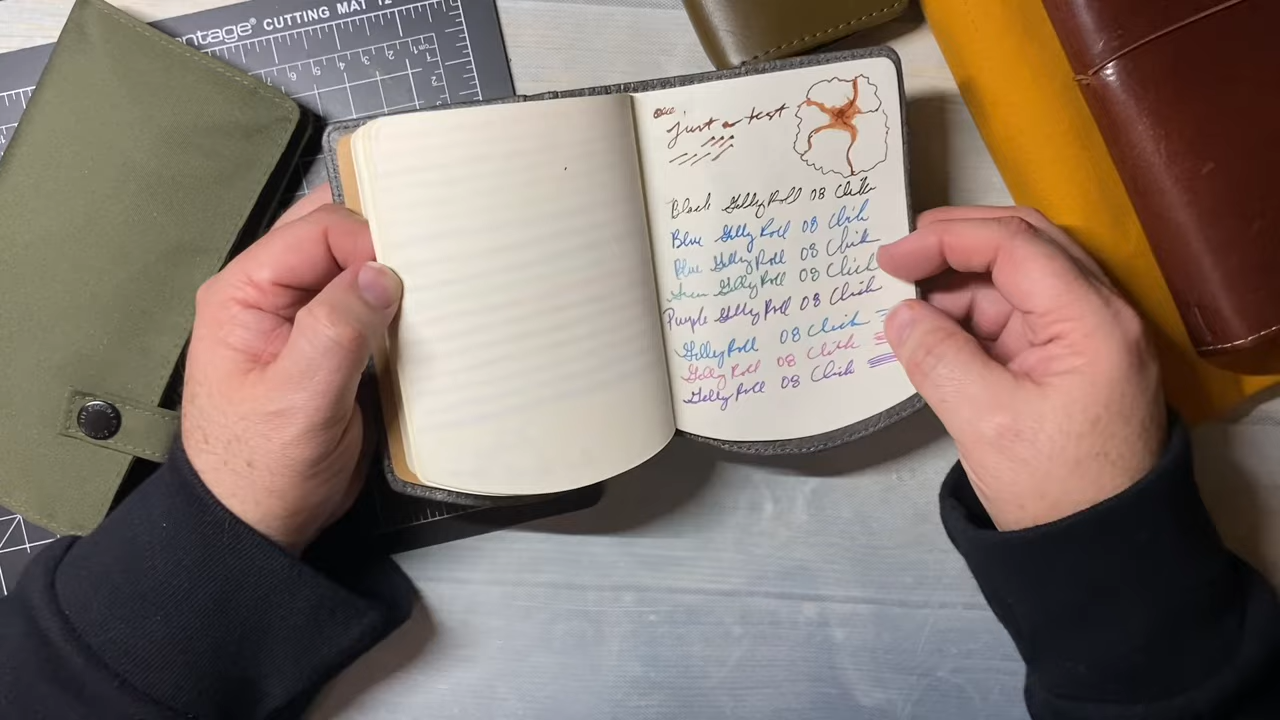 ntage® CUTTING MAT 12
just a test
Black Gelly Roll 08 Click
Blue Gelly Roll 08 Click
Blue Gelly Roll 08 Click
Green Gelly Roll 08 Click
Purple Gelly Roll 08 Click
Gelly Roll 08 Click
Gelly Roll 08 Click
Gelly Roll 08 Click